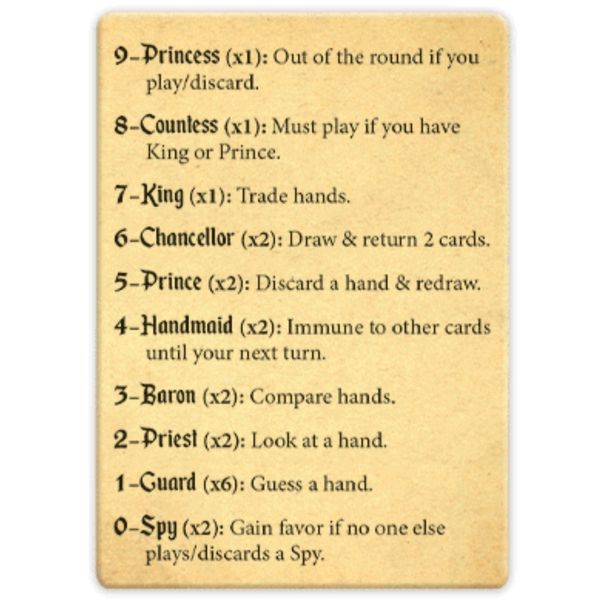 9–Princess (x1): Out of the round if you
play/discard.
8–Countess (x1): Must play if you have
King or Prince.
7–King (x1): Trade hands.
6–Chancellor (x2): Draw & return 2 cards.
5–Prince (x2): Discard a hand & redraw.
4–Handmaid (x2): Immune to other cards
until your next turn.
3–Baron (x2): Compare hands.
2–Priest (x2): Look at a hand.
1–Guard (x6): Guess a hand.
0–Spy (x2): Gain favor if no one else
plays/discards a Spy.